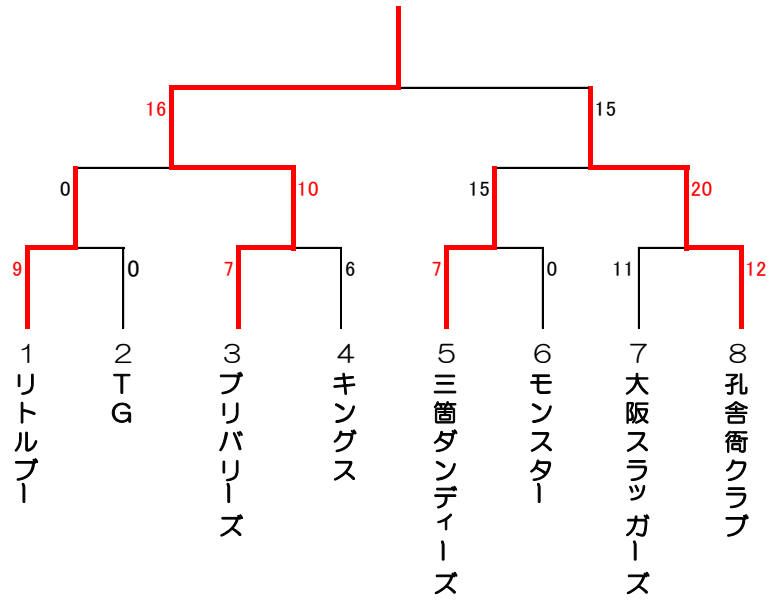 16 15
0 10 15 20
9 0 7 6 7 0 11 12
1 2 3 4 5 6 7 8
リトルブー
TG
ブリバリーズ
キングス
三箇ダンディーズ
モンスター
大阪スラッガーズ
孔舎衙クラブ